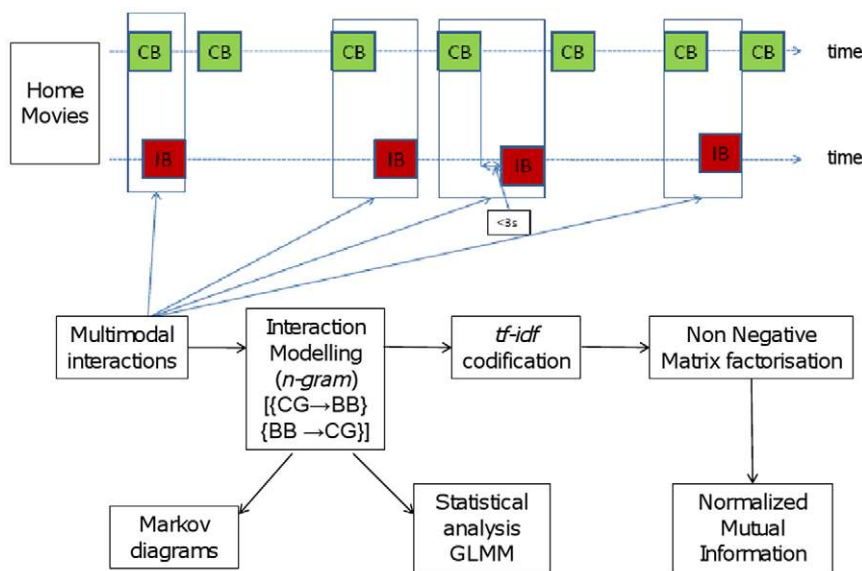 CB CB CB CB CB CB CB time
Home
Movies
IB IB IB IB time
<3s
Multimodal
interactions
Interaction
Modelling
(n-gram)
[{CG→BB}
{BB →CG}]
tf-idf
codification
Non Negative
Matrix factorisation
Markov
diagrams
Statistical
analysis
GLMM
Normalized
Mutual
Information